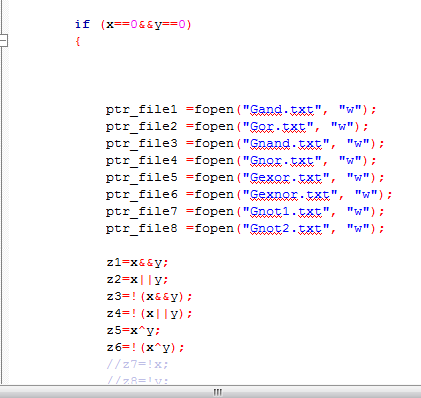 if (x==0&&y==0)
{
ptr_file1 =fopen("Gand.txt", "w");
ptr_file2 =fopen("Gor.txt", "w");
ptr_file3 =fopen("Gnand.txt", "w");
ptr_file4 =fopen("Gnor.txt", "w");
ptr_file5 =fopen("Gexor.txt", "w");
ptr_file6 =fopen("Gexnor.txt", "w");
ptr_file7 =fopen("Gnot1.txt", "w");
ptr_file8 =fopen("Gnot2.txt", "w");
z1=x&&y;
z2=x||y;
z3=!(x&&y);
z4=!(x||y);
z5=x^y;
z6=!(x^y);
//z7=!x;
//z8=!y;